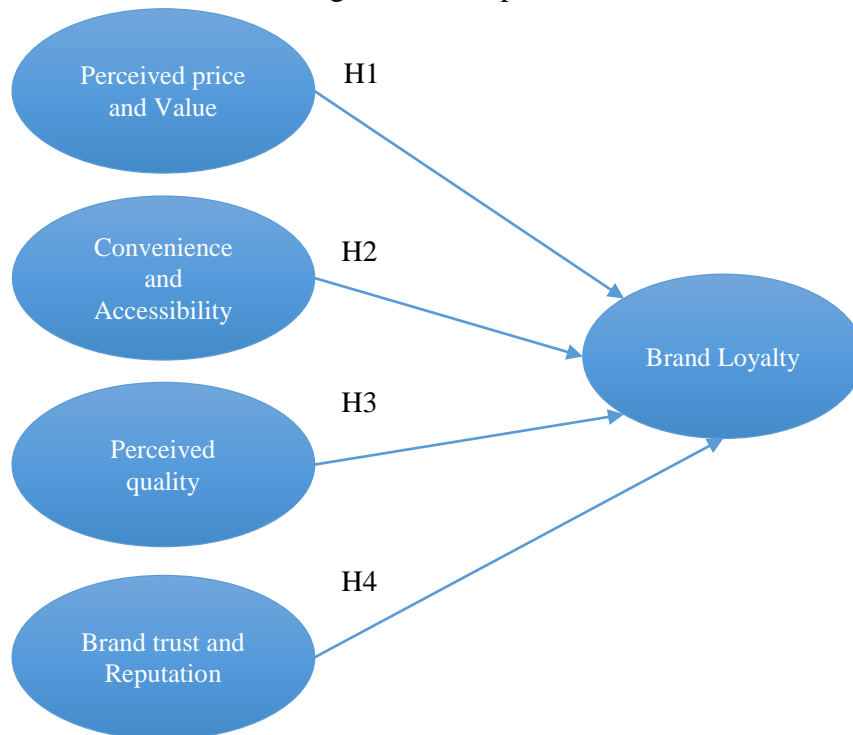 Perceived price
and Value
H1
Convenience
and
Accessibility
H2
Perceived
quality
H3
Brand trust and
Reputation
H4
Brand Loyalty